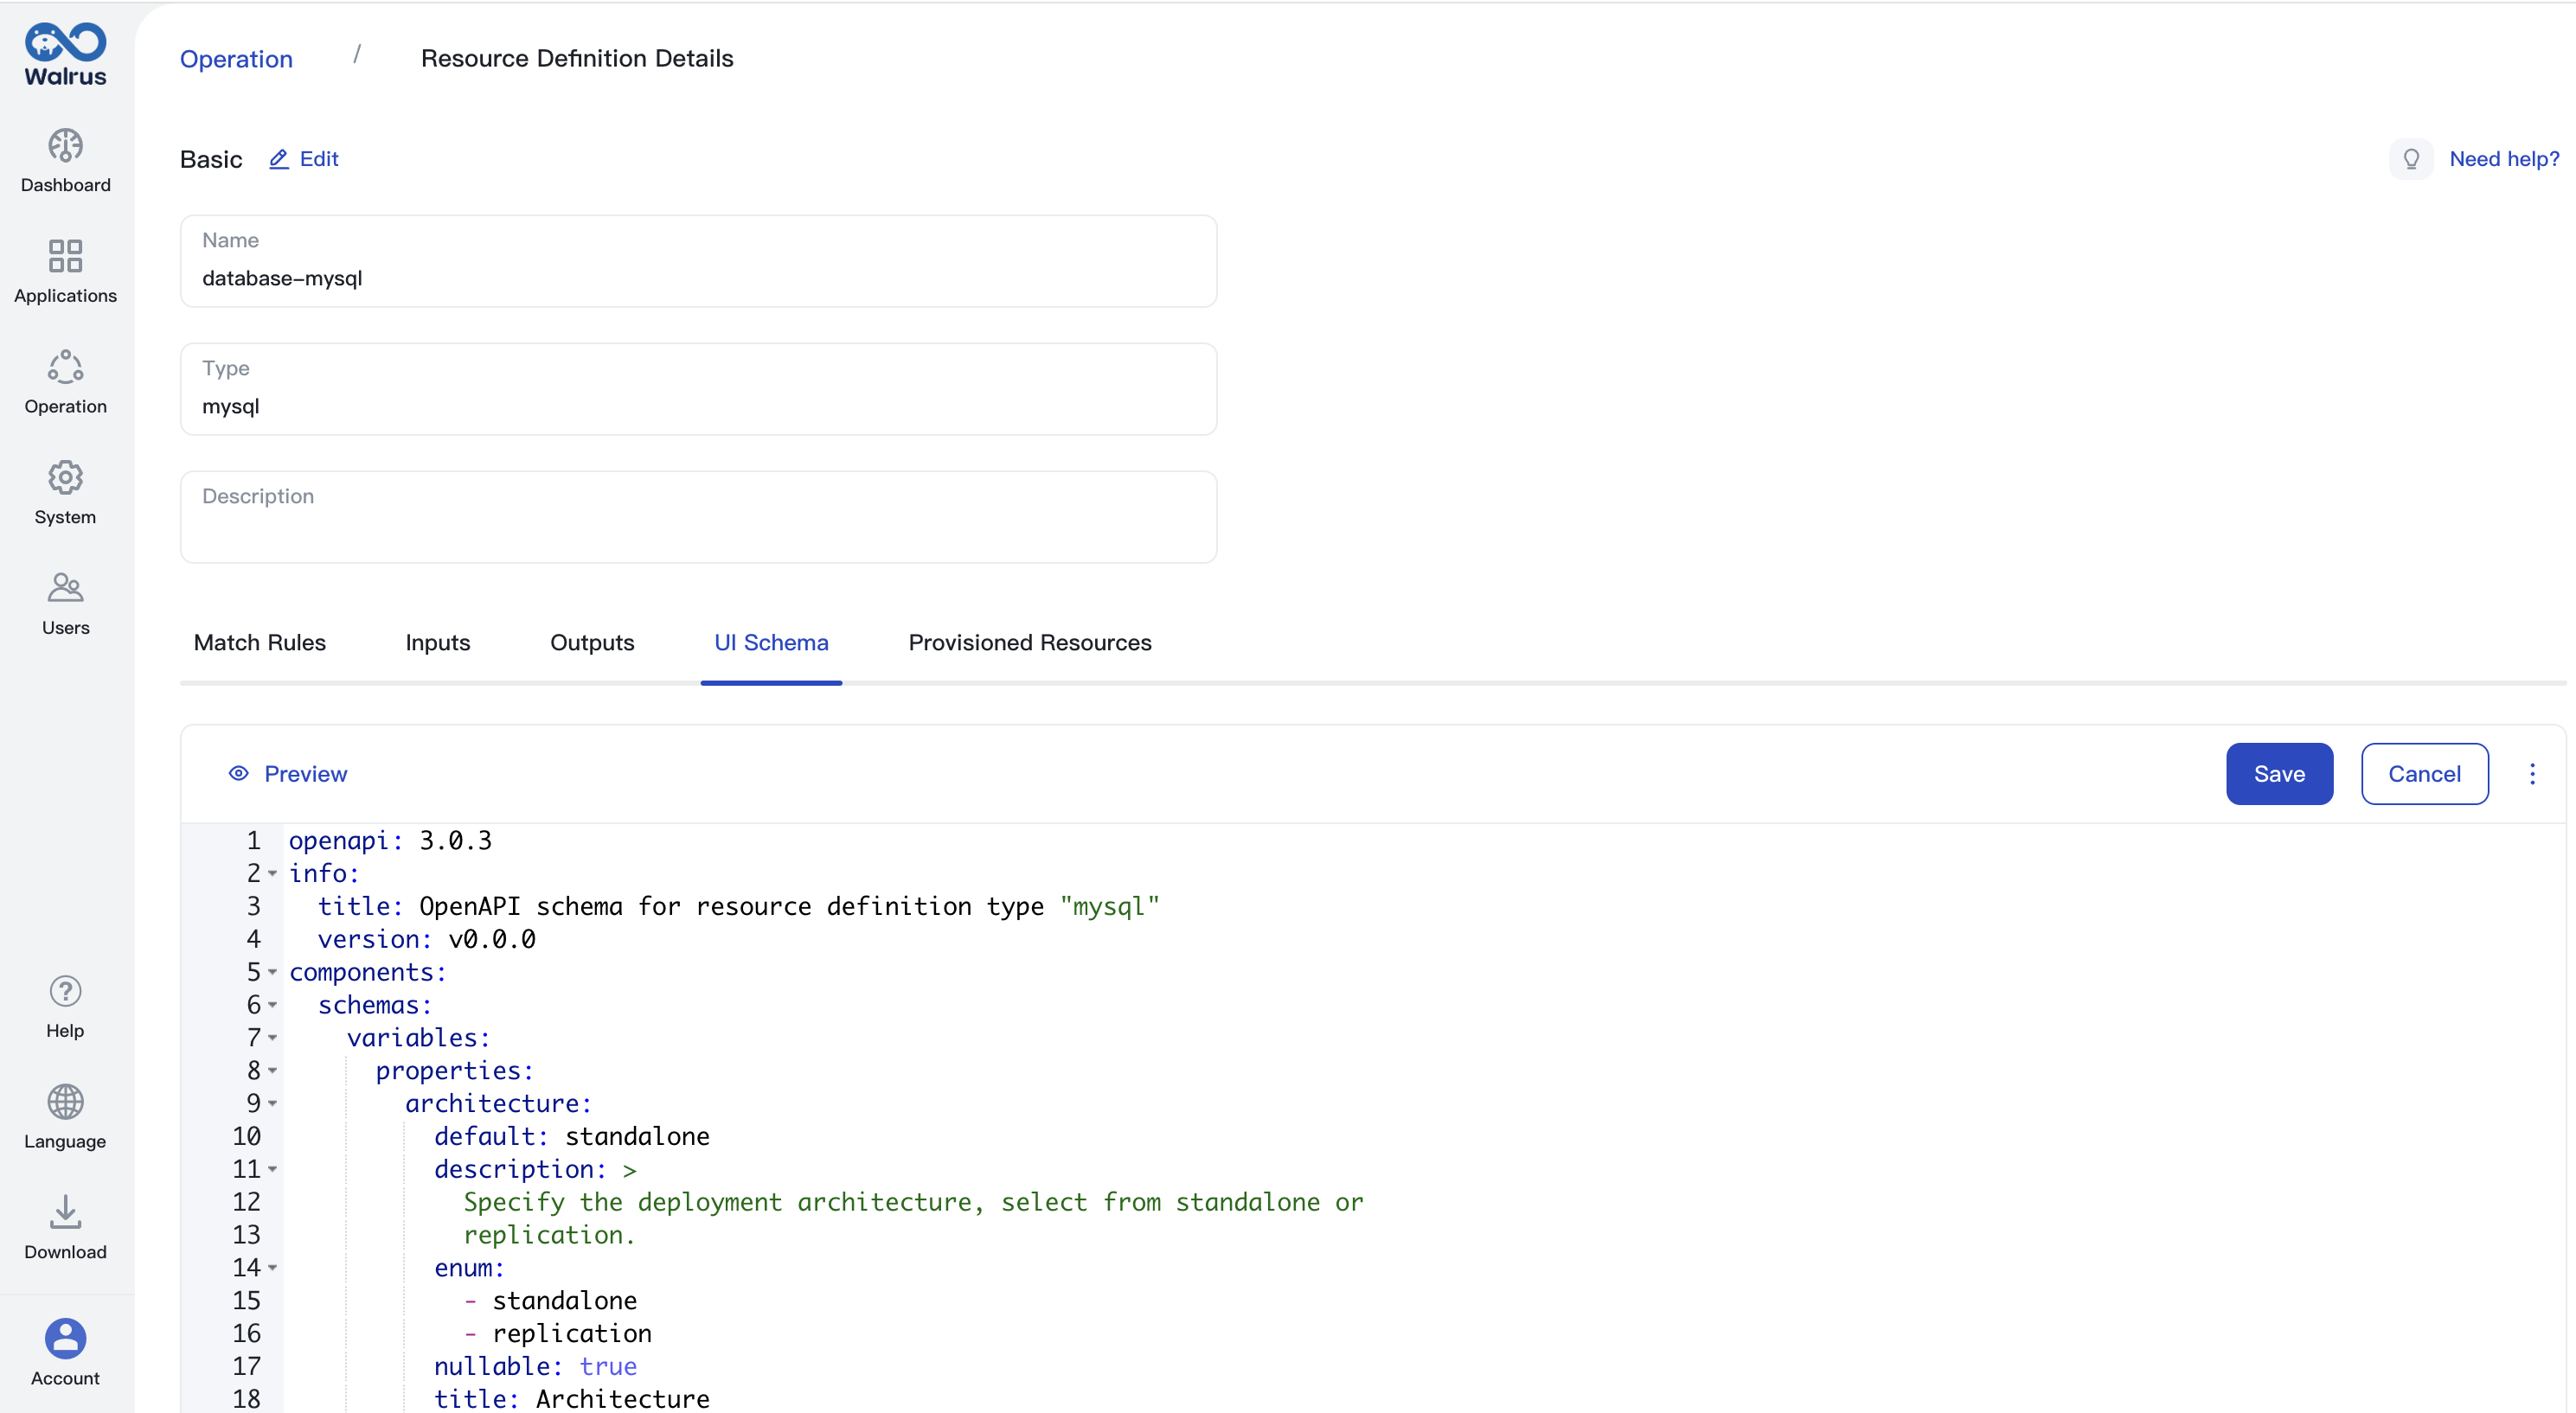 Walrus
Dashboard
Applications
Operation
System
Users
Help
Language
Download
Account
Operation / Resource Definition Details
Basic Edit
Need help?
Name
database-mysql
Type
mysql
Description
Match Rules Inputs Outputs UI Schema Provisioned Resources
Preview Save Cancel
1 openapi: 3.0.3
2 info:
3   title: OpenAPI schema for resource definition type "mysql"
4   version: v0.0.0
5 components:
6   schemas:
7     variables:
8       properties:
9         architecture:
10           default: standalone
11           description: >
12             Specify the deployment architecture, select from standalone or
13             replication.
14           enum:
15             - standalone
16             - replication
17           nullable: true
18           title: Architecture